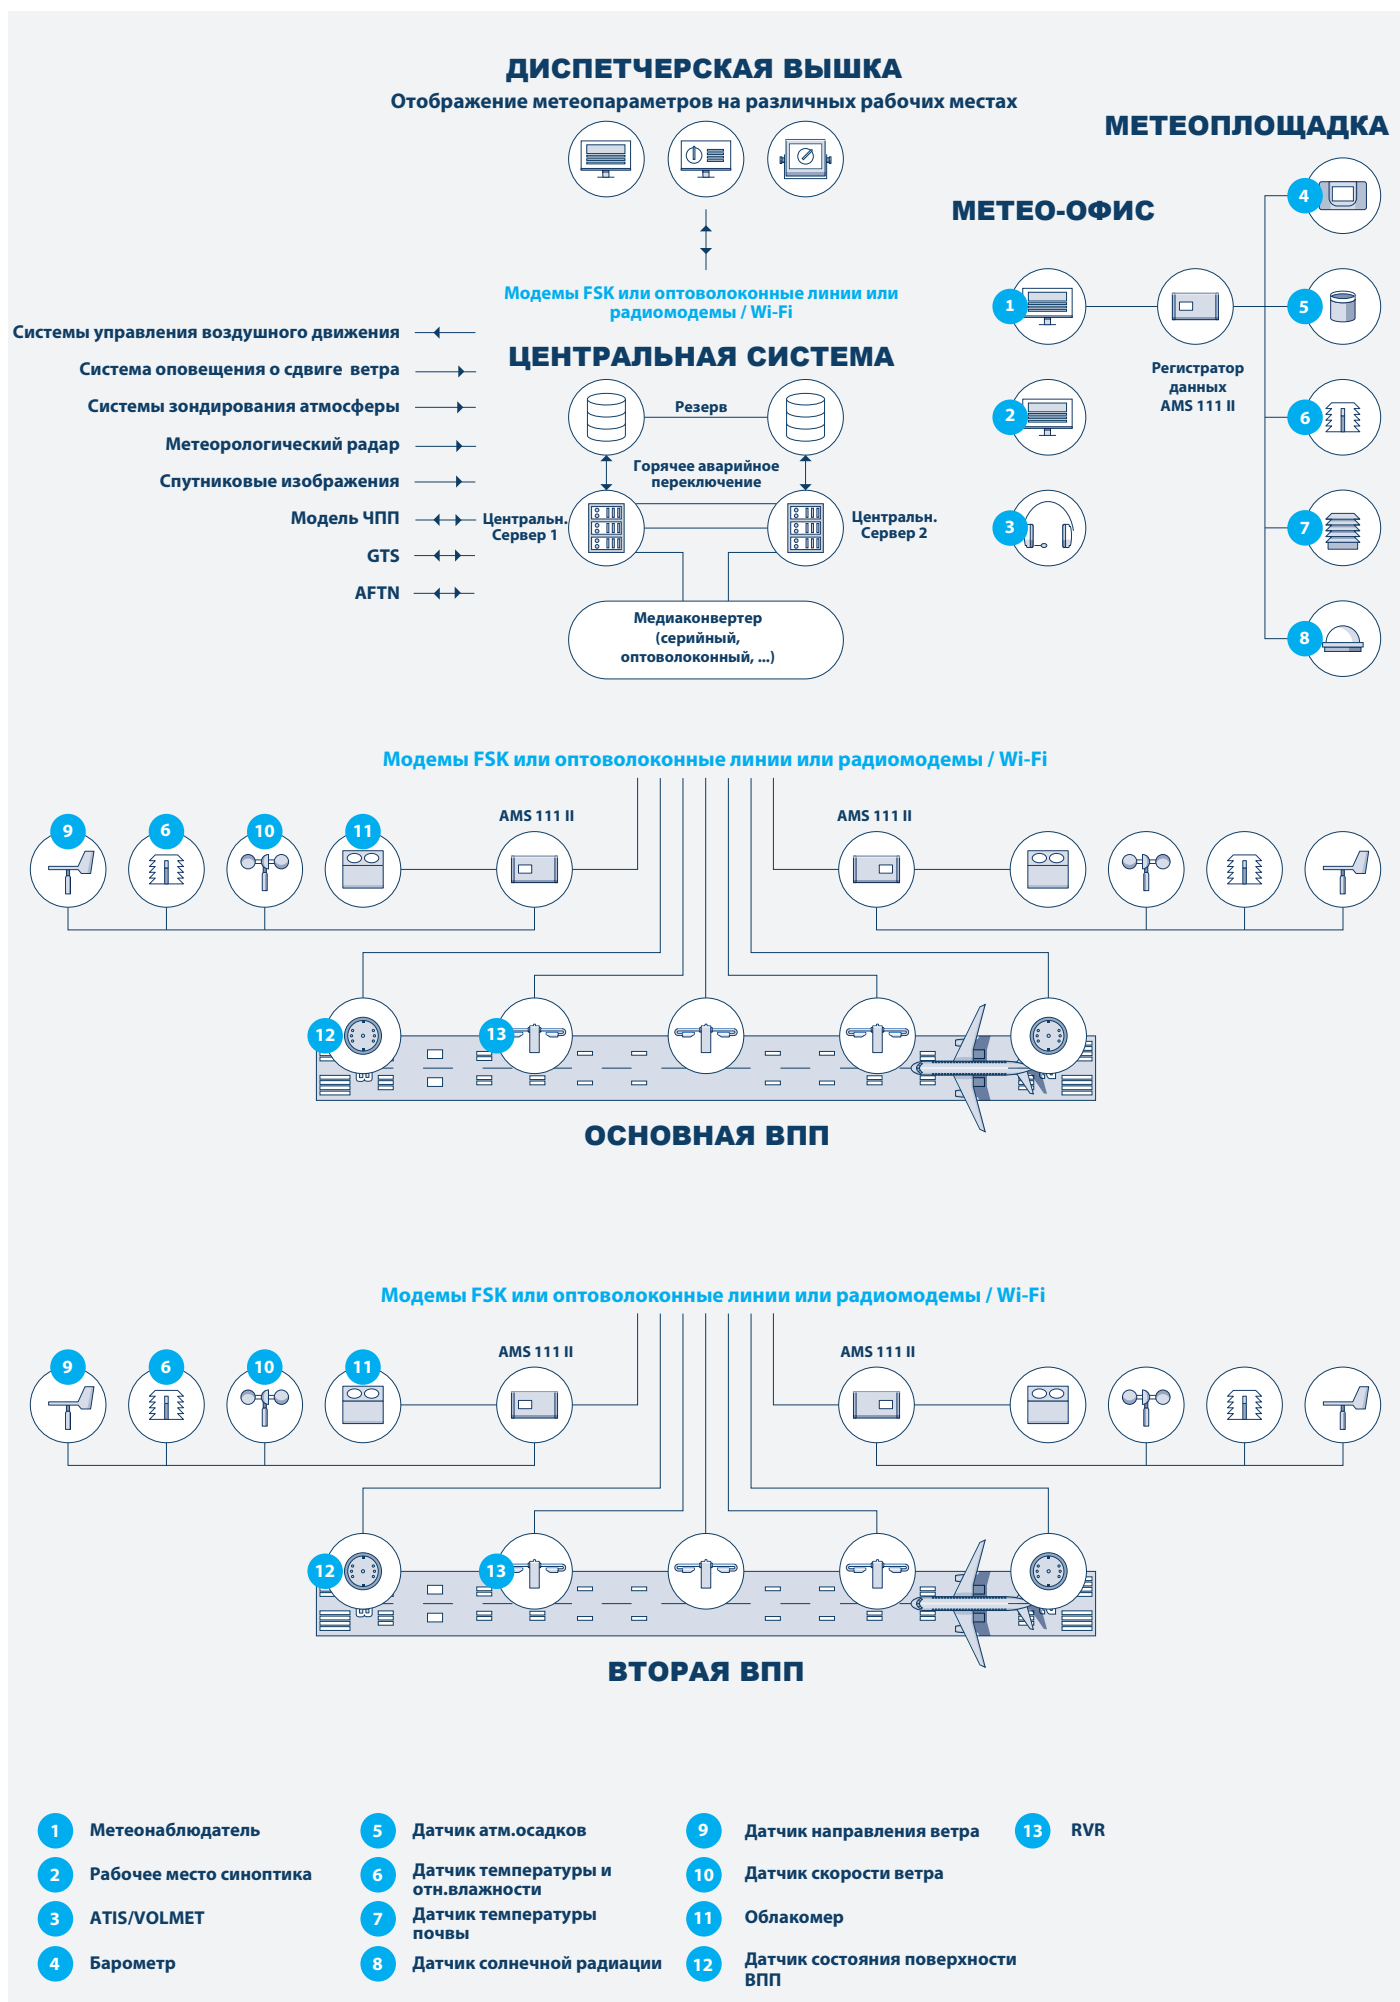 ДИСПЕТЧЕРСКАЯ ВЫШКА
Отображение метеопараметров на различных рабочих местах
МЕТЕОПЛОЩАДКА
4
МЕТЕО-ОФИС
Модемы FSK или оптоволоконные линии или
радиомодемы / Wi-Fi
1
5
Системы управления воздушного движения
Система оповещения о сдвиге ветра
Системы зондирования атмосферы
Метеорологический радар
Спутниковые изображения
Модель ЧПП
GTS
AFTN
ЦЕНТРАЛЬНАЯ СИСТЕМА
Резерв
Горячее аварийное
переключение
Центральн.
Сервер 1
Центральн.
Сервер 2
Медиаконвертер
(серийный,
оптоволоконный, ...)
Регистратор
данных
AMS 111 II
2
6
3
7
8
Модемы FSK или оптоволоконные линии или радиомодемы / Wi-Fi
9
6
10
11
AMS 111 II
AMS 111 II
12
13
ОСНОВНАЯ ВПП
Модемы FSK или оптоволоконные линии или радиомодемы / Wi-Fi
9
6
10
11
AMS 111 II
AMS 111 II
12
13
ВТОРАЯ ВПП
1 Метеонаблюдатель
2 Рабочее место синоптика
3 ATIS/VOLMET
4 Барометр
5 Датчик атм.осадков
6 Датчик температуры и
отн.влажности
7 Датчик температуры
почвы
8 Датчик солнечной радиации
9 Датчик направления ветра
10 Датчик скорости ветра
11 Облакомер
12 Датчик состояния поверхности
ВПП
13 RVR